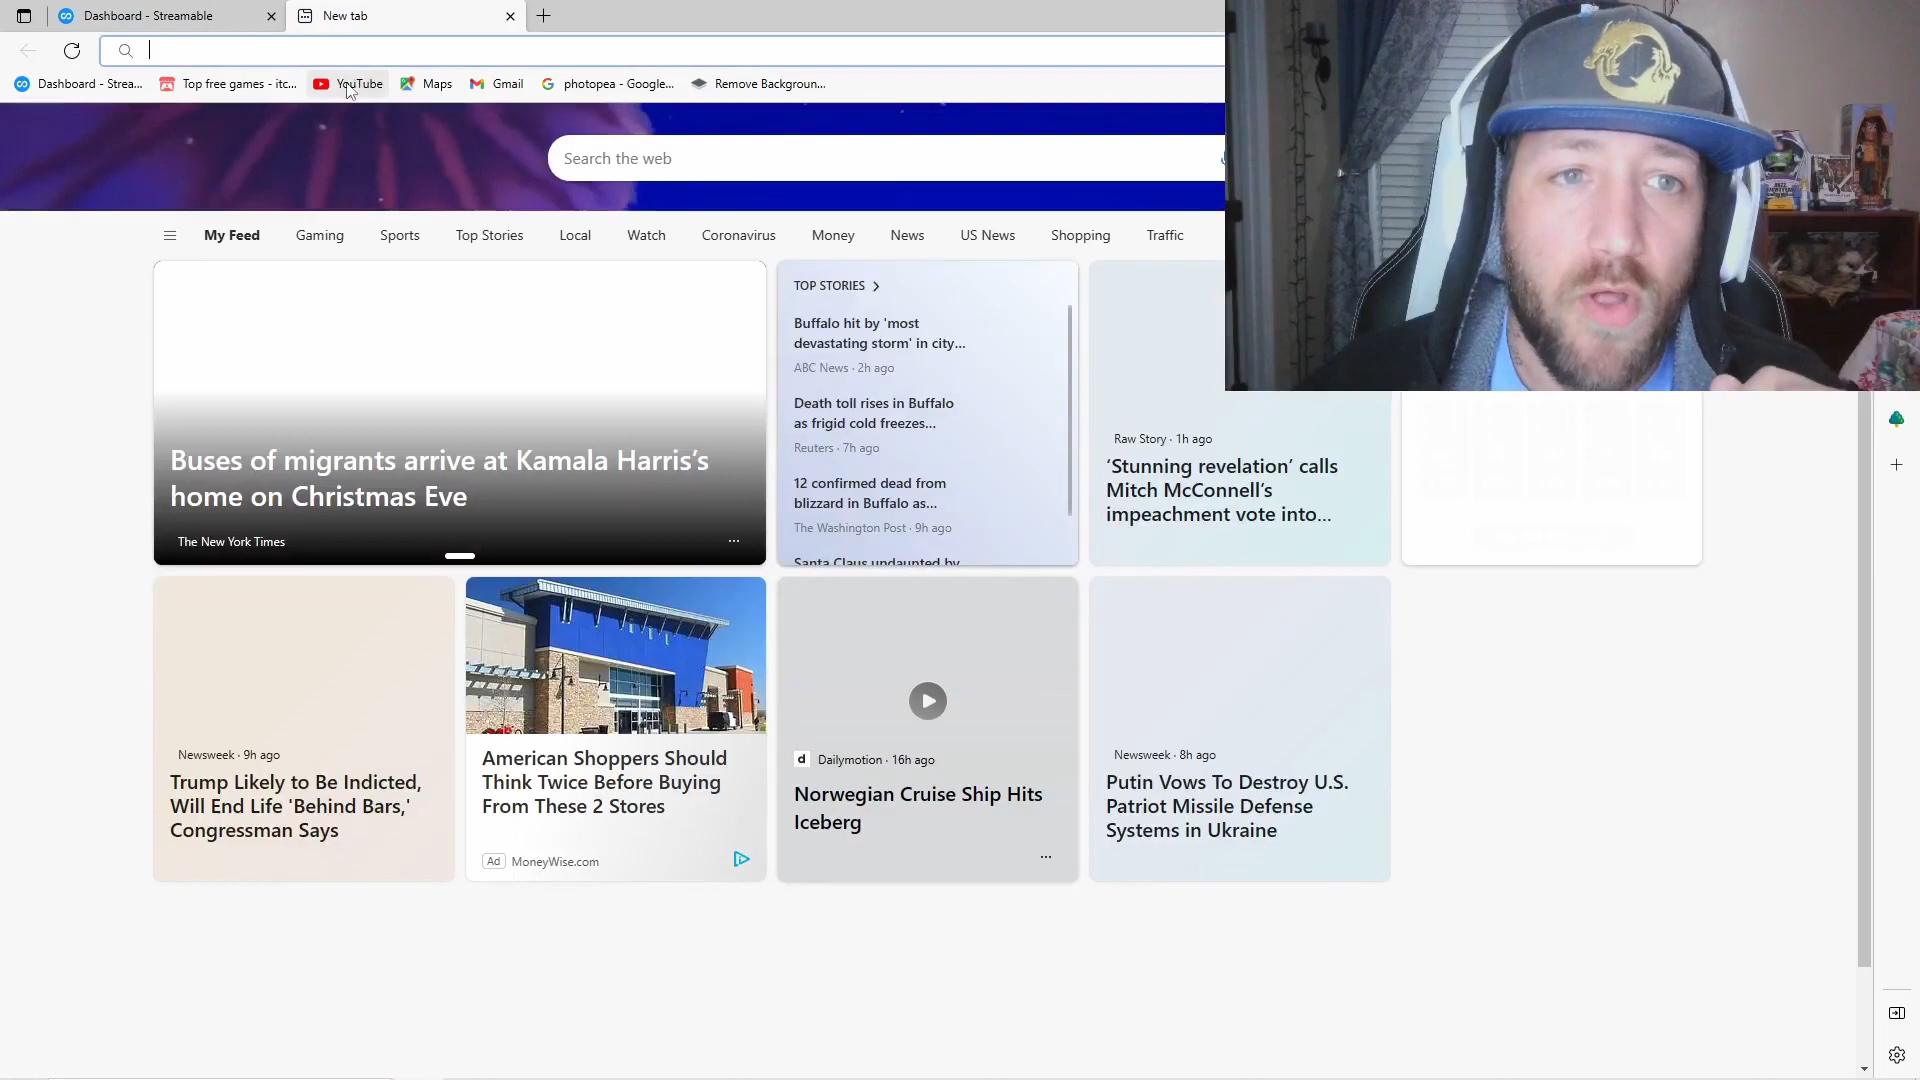 Dashboard - Streamable
New tab
Dashboard - Strea...
Top free games - itc...
YouTube
Maps
Gmail
photopea - Google...
Remove Backgroun...
Search the web
My Feed
Gaming
Sports
Top Stories
Local
Watch
Coronavirus
Money
News
US News
Shopping
Traffic
Buses of migrants arrive at Kamala Harris's
home on Christmas Eve
The New York Times
TOP STORIES
Buffalo hit by 'most
devastating storm' in city...
ABC News · 2h ago
Death toll rises in Buffalo
as frigid cold freezes...
Reuters · 7h ago
12 confirmed dead from
blizzard in Buffalo as...
The Washington Post · 9h ago
Santa Claus undaunted by
Raw Story · 1h ago
‘Stunning revelation’ calls
Mitch McConnell’s
impeachment vote into...
Newsweek · 9h ago
Trump Likely to Be Indicted,
Will End Life 'Behind Bars,'
Congressman Says
American Shoppers Should
Think Twice Before Buying
From These 2 Stores
Ad MoneyWise.com
d Dailymotion · 16h ago
Norwegian Cruise Ship Hits
Iceberg
Newsweek · 8h ago
Putin Vows To Destroy U.S.
Patriot Missile Defense
Systems in Ukraine